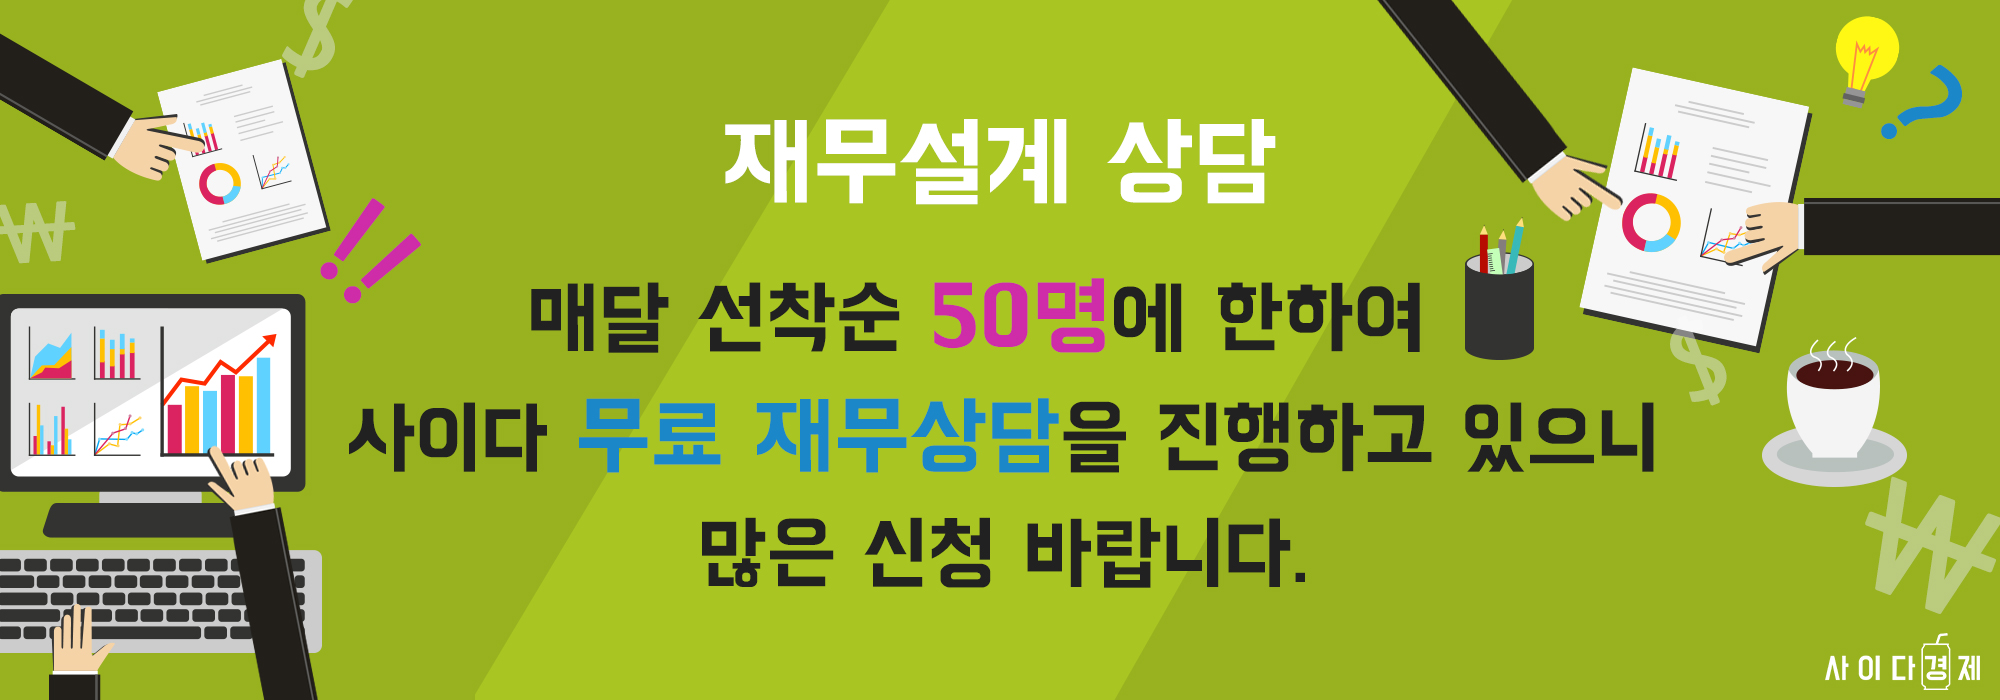 재무설계 상담
매달 선착순 50명에 한하여
사이다 무료 재무상담을 진행하고 있으니
많은 신청 바랍니다.
사이다경제